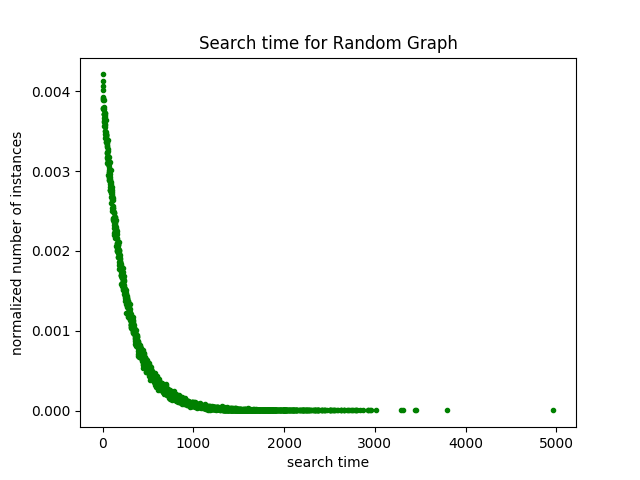 Search time for Random Graph
normalized number of instances
0.004
0.003
0.002
0.001
0.000
0 1000 2000 3000 4000 5000
search time